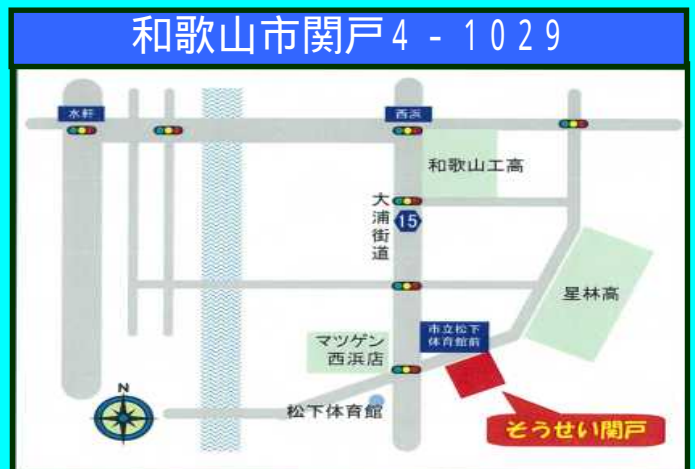 和歌山市関戸4-1029
水軒
西浜
和歌山工高
大浦街道
15
星林高
市立松下
体育館前
マツゲン
西浜店
N
松下体育館
そうせい関戸